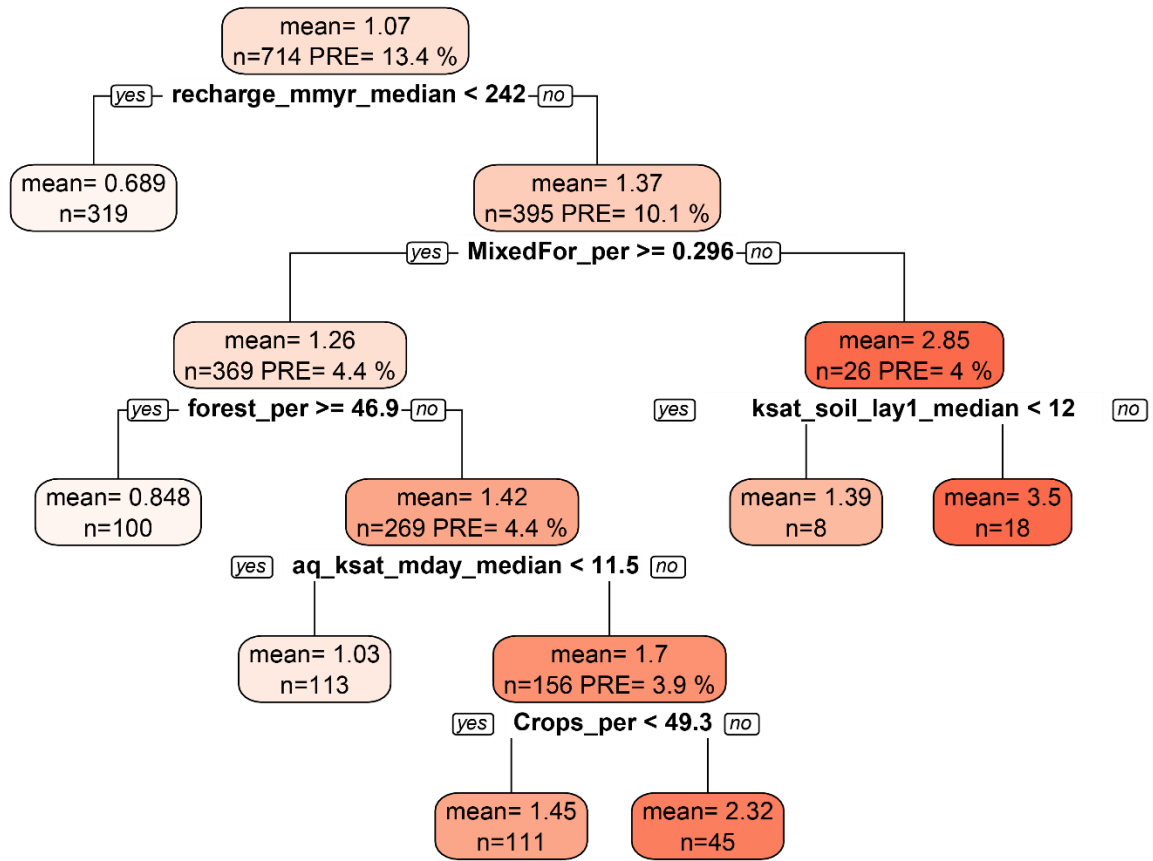 mean= 1.07
n=714 PRE= 13.4 %
yes recharge_mmyr_median < 242 no
mean= 0.689
n=319
mean= 1.37
n=395 PRE= 10.1 %
yes MixedFor_per >= 0.296 no
mean= 1.26
n=369 PRE= 4.4 %
mean= 2.85
n=26 PRE= 4 %
yes forest_per >= 46.9 no
yes ksat_soil_lay1_median < 12 no
mean= 0.848
n=100
mean= 1.42
n=269 PRE= 4.4 %
mean= 1.39
n=8
mean= 3.5
n=18
yes aq_ksat_mday_median < 11.5 no
mean= 1.03
n=113
mean= 1.7
n=156 PRE= 3.9 %
yes Crops_per < 49.3 no
mean= 1.45
n=111
mean= 2.32
n=45